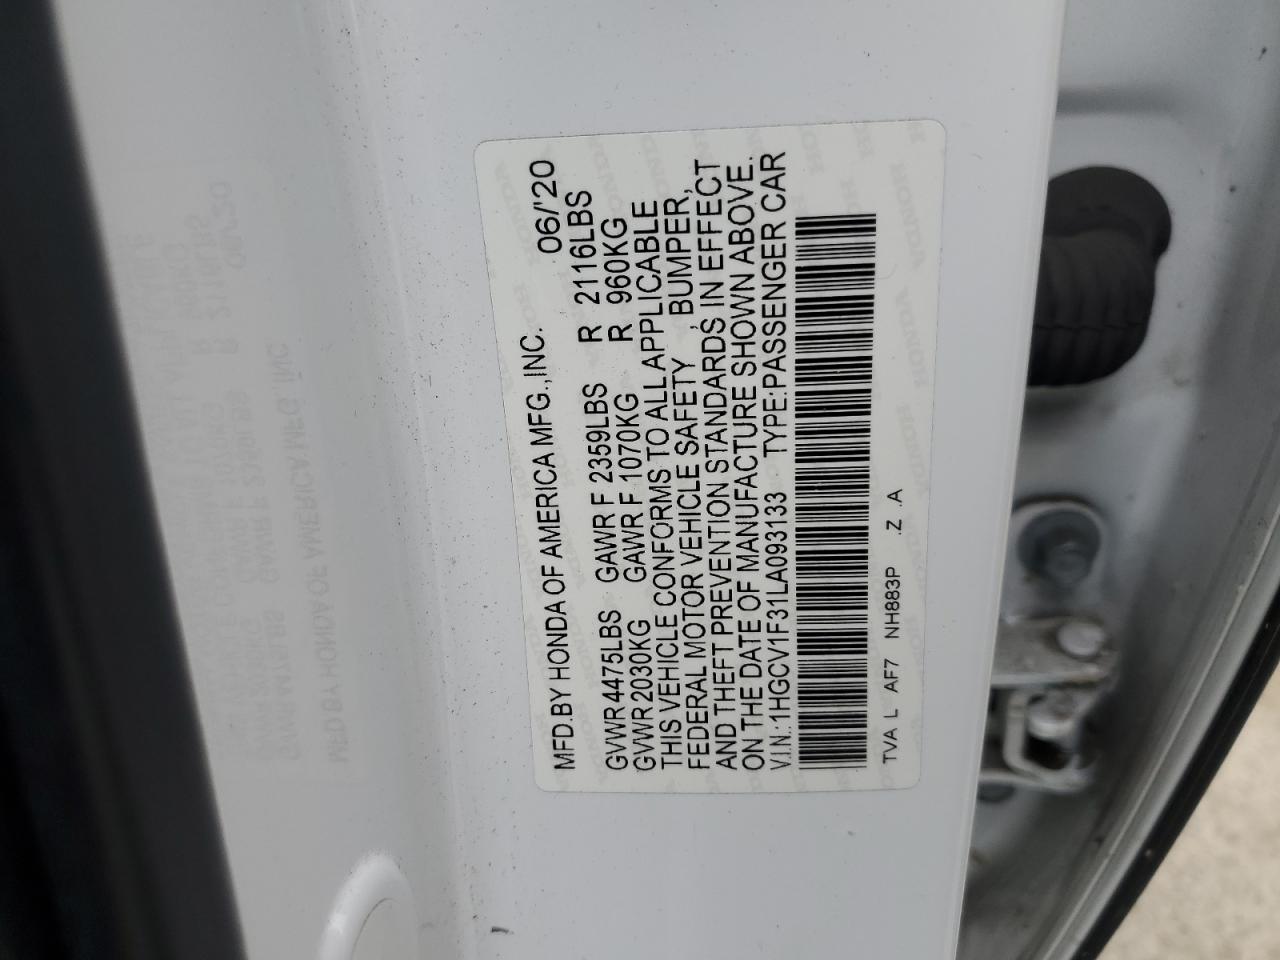 MFD.BY HONDA OF AMERICA MFG.,INC. 06/'20
GVWR 4475LBS GAWR F 2359LBS R 2116LBS
GVWR 2030KG GAWR F 1070KG R 960KG
THIS VEHICLE CONFORMS TO ALL APPLICABLE
FEDERAL MOTOR VEHICLE SAFETY, BUMPER,
AND THEFT PREVENTION STANDARDS, IN EFFECT
ON THE DATE OF MANUFACTURE SHOWN ABOVE.
V.I.N.:1HGCV1F31LA093133 TYPE:PASSENGER CAR
TVA L AF7 NH883P .Z .A